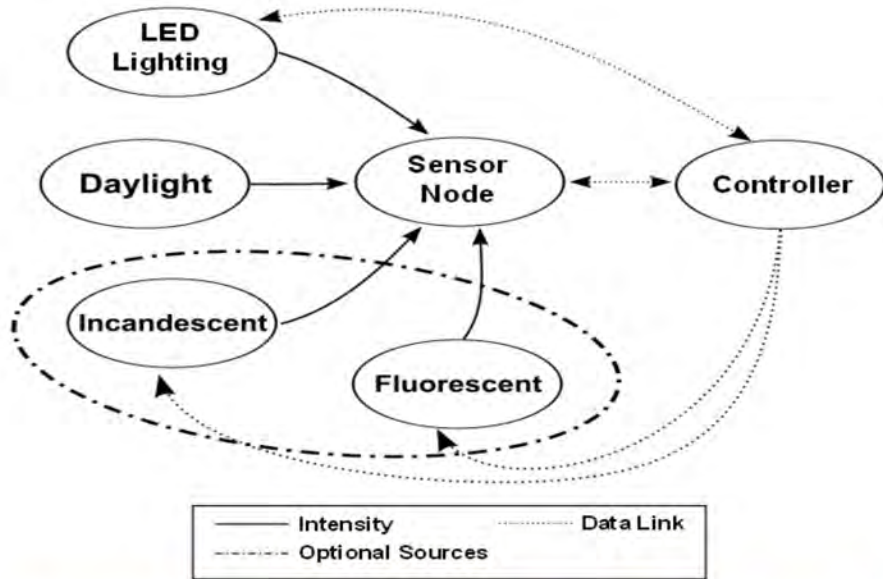 LED
Lighting
Daylight
Sensor
Node
Controller
Incandescent
Fluorescent
Intensity
Data Link
Optional Sources